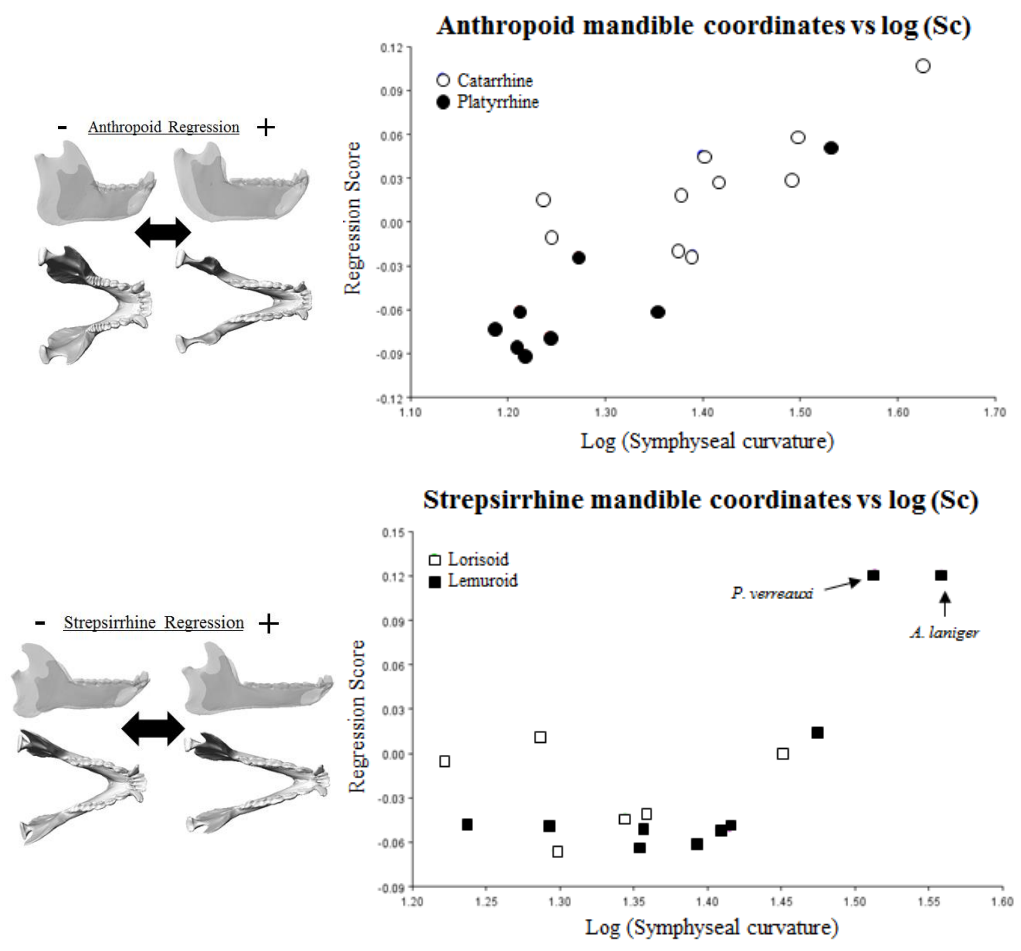 Anthropoid mandible coordinates vs log (Sc)
- Anthropoid Regression +
Catarrhine
Platyrrhine
Regression Score
0.12
0.09
0.06
0.03
0.00
-0.03
-0.06
-0.09
-0.12
1.10 1.20 1.30 1.40 1.50 1.60 1.70
Log (Symphyseal curvature)
Strepsirrhine mandible coordinates vs log (Sc)
- Strepsirrhine Regression +
Lorisoid
Lemuroid
P. verreauxi
A. laniger
Regression Score
0.15
0.12
0.09
0.06
0.03
0.00
-0.03
-0.06
-0.09
1.20 1.25 1.30 1.35 1.40 1.45 1.50 1.55 1.60
Log (Symphyseal curvature)